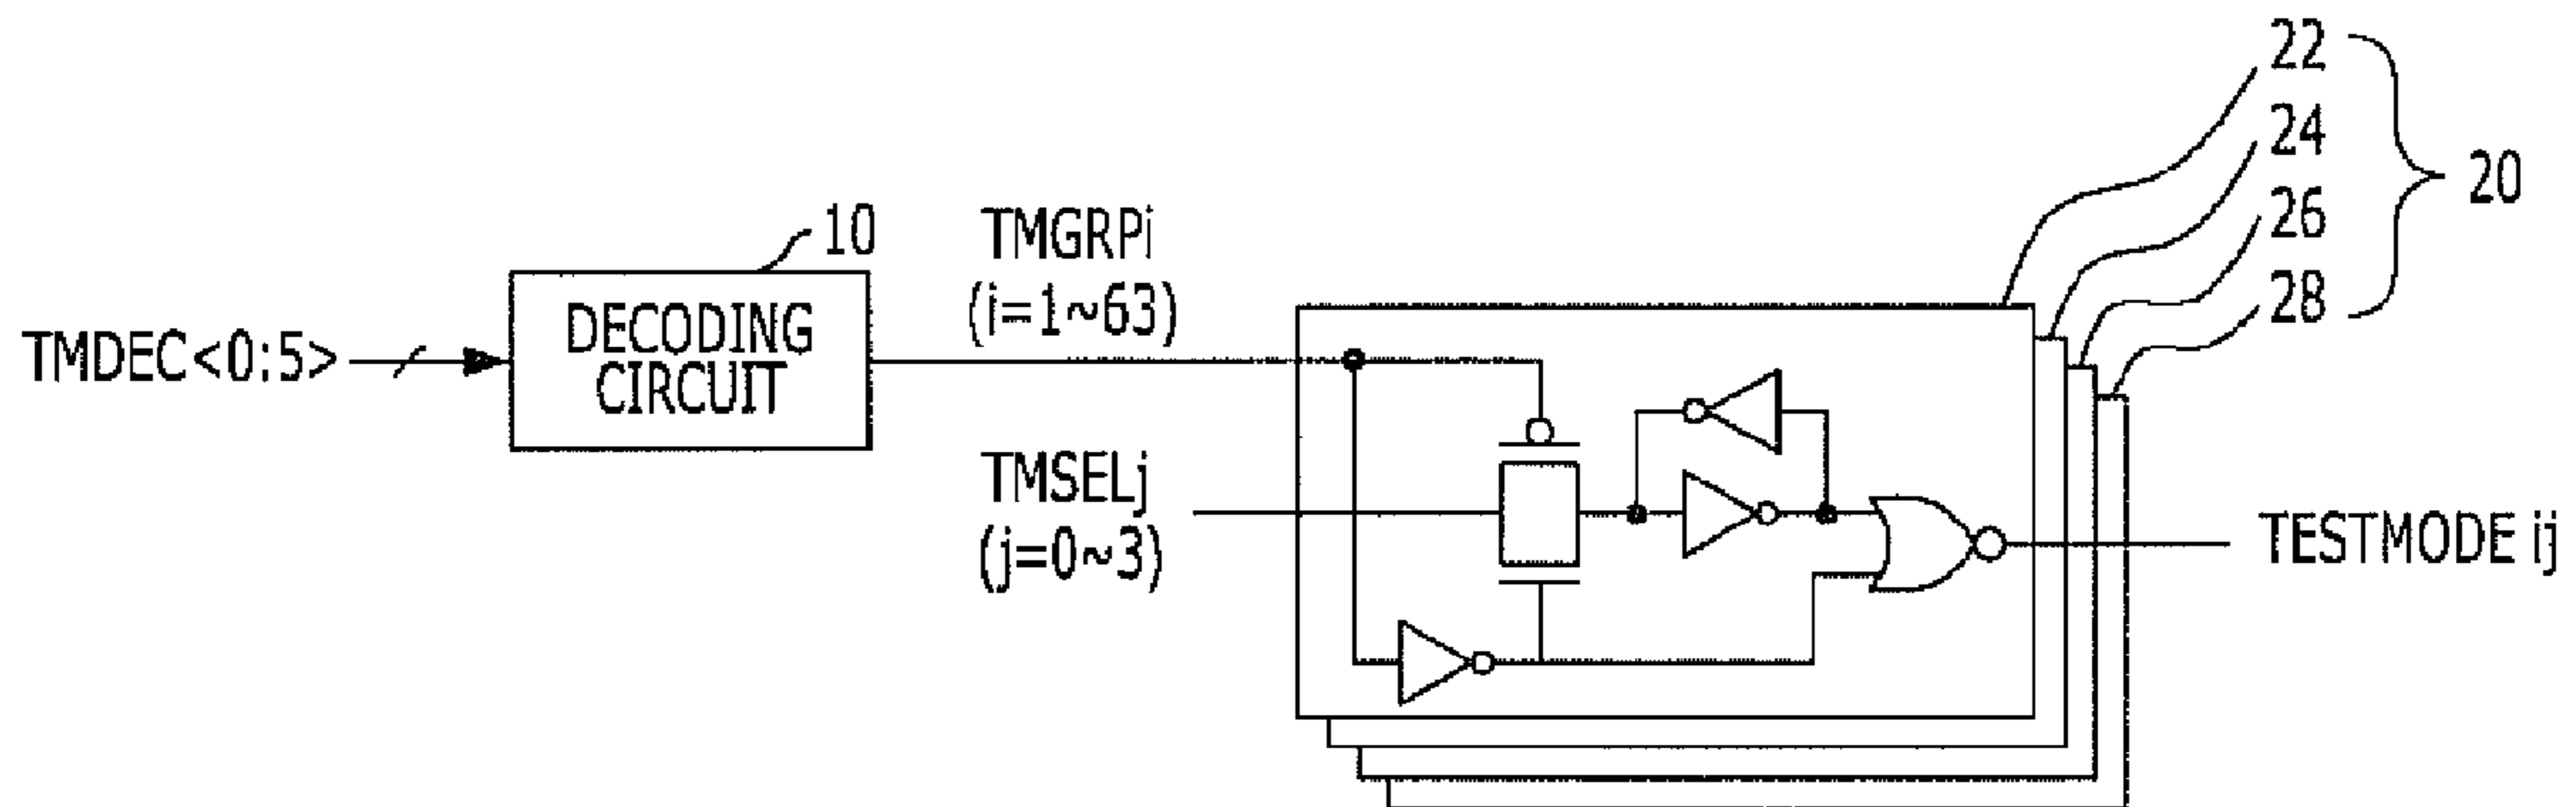 22
24
20
26
28
10
TMGRPi
(i=1~63)
DECODING
CIRCUIT
TMDEC<0:5>
TMSELj
(j=0~3)
TESTMODE ij